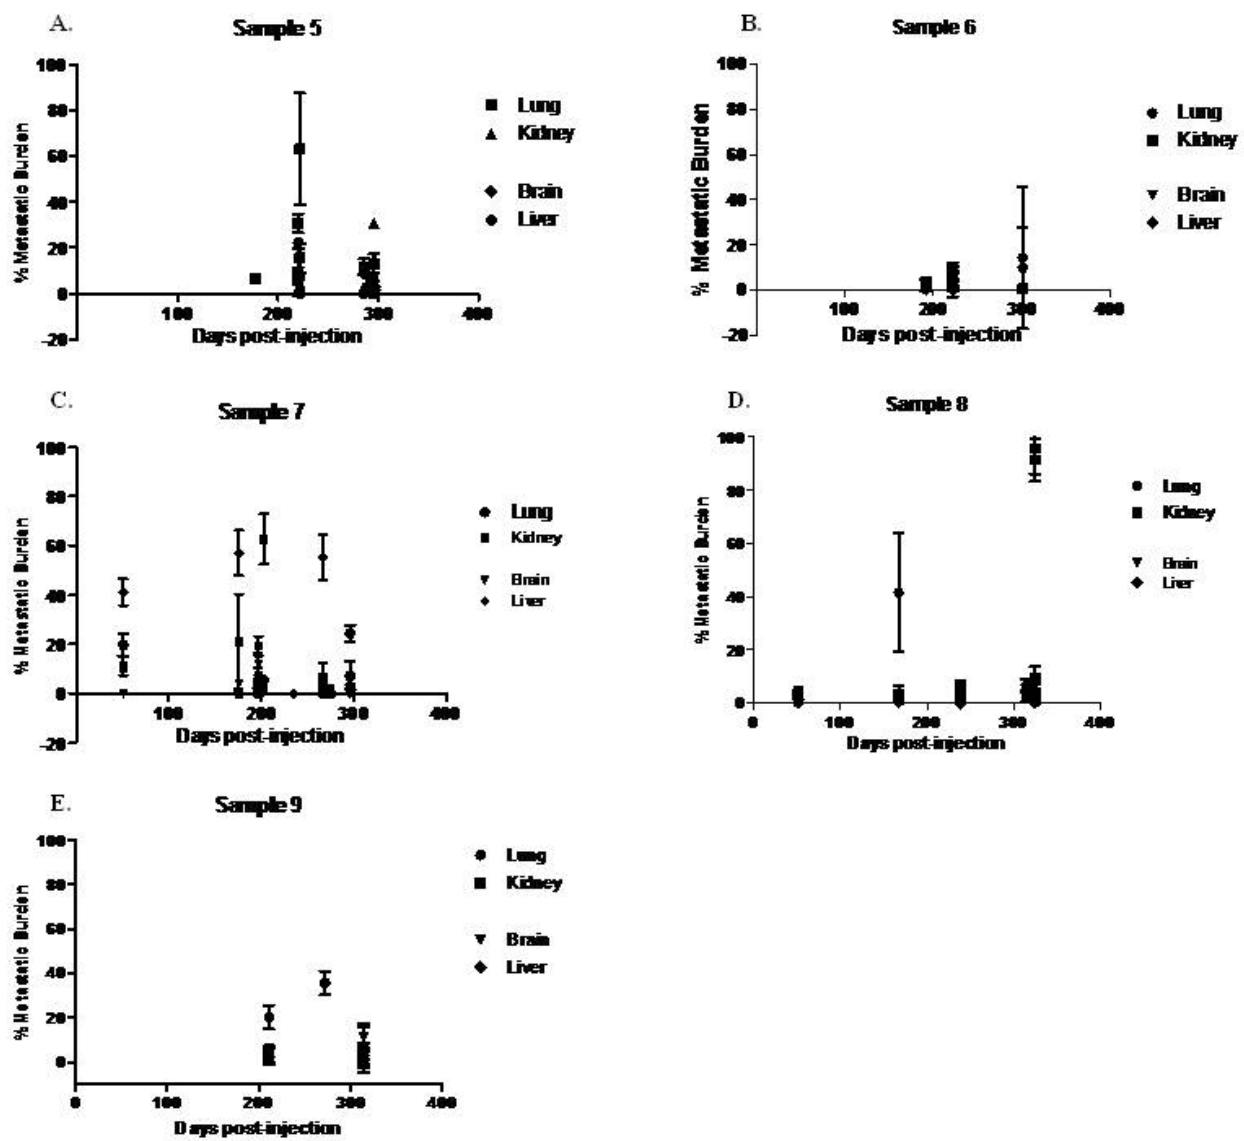 A.
Sample 5
100
80
60
40
20
0
-20
100
200
300
400
% Metastatic Burden
Days post-injection
Lung
Kidney
Brain
Liver
B.
Sample 6
100
80
60
40
20
0
-20
100
200
300
400
% Metastatic Burden
Days post-injection
Lung
Kidney
Brain
Liver
C.
Sample 7
100
80
60
40
20
0
-20
100
200
300
400
% Metastatic Burden
Days post-injection
Lung
Kidney
Brain
Liver
D.
Sample 8
100
80
60
40
20
0
0
100
200
300
400
% Metastatic Burden
Days post-injection
Lung
Kidney
Brain
Liver
E.
Sample 9
100
80
60
40
20
0
0
100
200
300
400
% Metastatic Burden
Days post-injection
Lung
Kidney
Brain
Liver